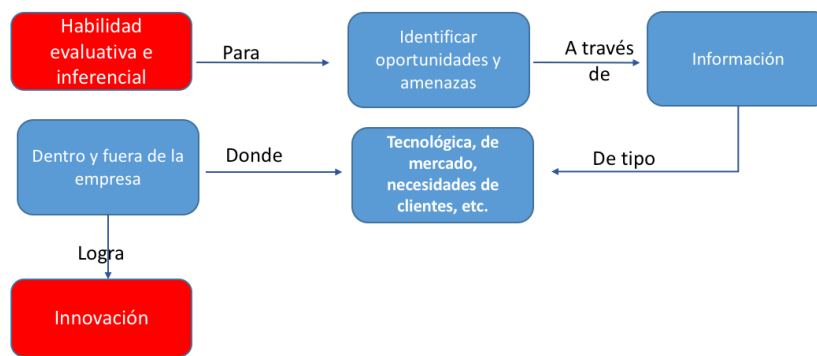 Habilidad
evaluativa e
inferencial
Para
Identificar
oportunidades y
amenazas
A través
de
Información
Dentro y fuera de la
empresa
Donde
Tecnológica, de
mercado,
necesidades de
clientes, etc.
De tipo
Logra
Innovación